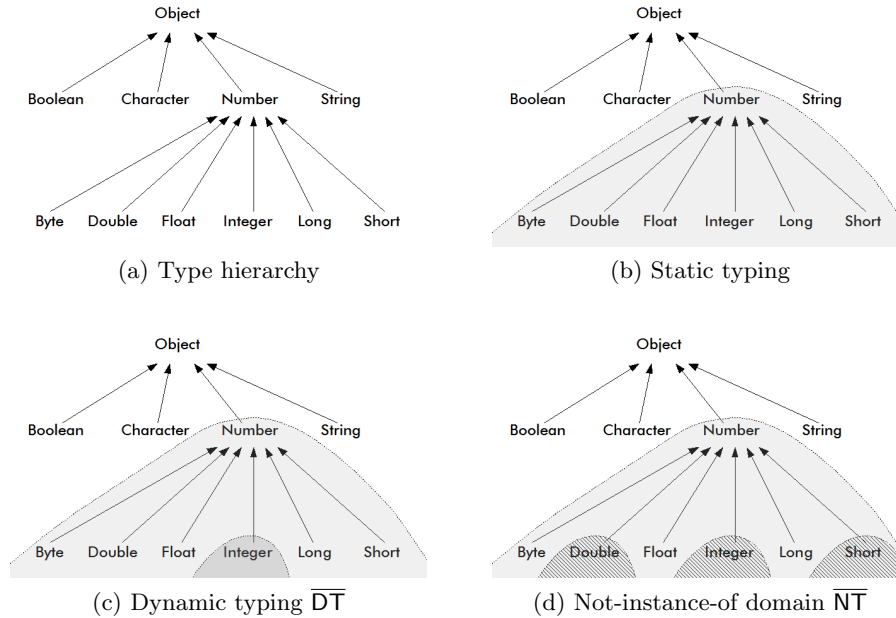 Object
Boolean Character Number String
Byte Double Float Integer Long Short
(a) Type hierarchy
Object
Boolean Character Number String
Byte Double Float Integer Long Short
(b) Static typing
Object
Boolean Character Number String
Byte Double Float Integer Long Short
(c) Dynamic typing D̅T̅
Object
Boolean Character Number String
Byte Double Float Integer Long Short
(d) Not-instance-of domain N̅T̅